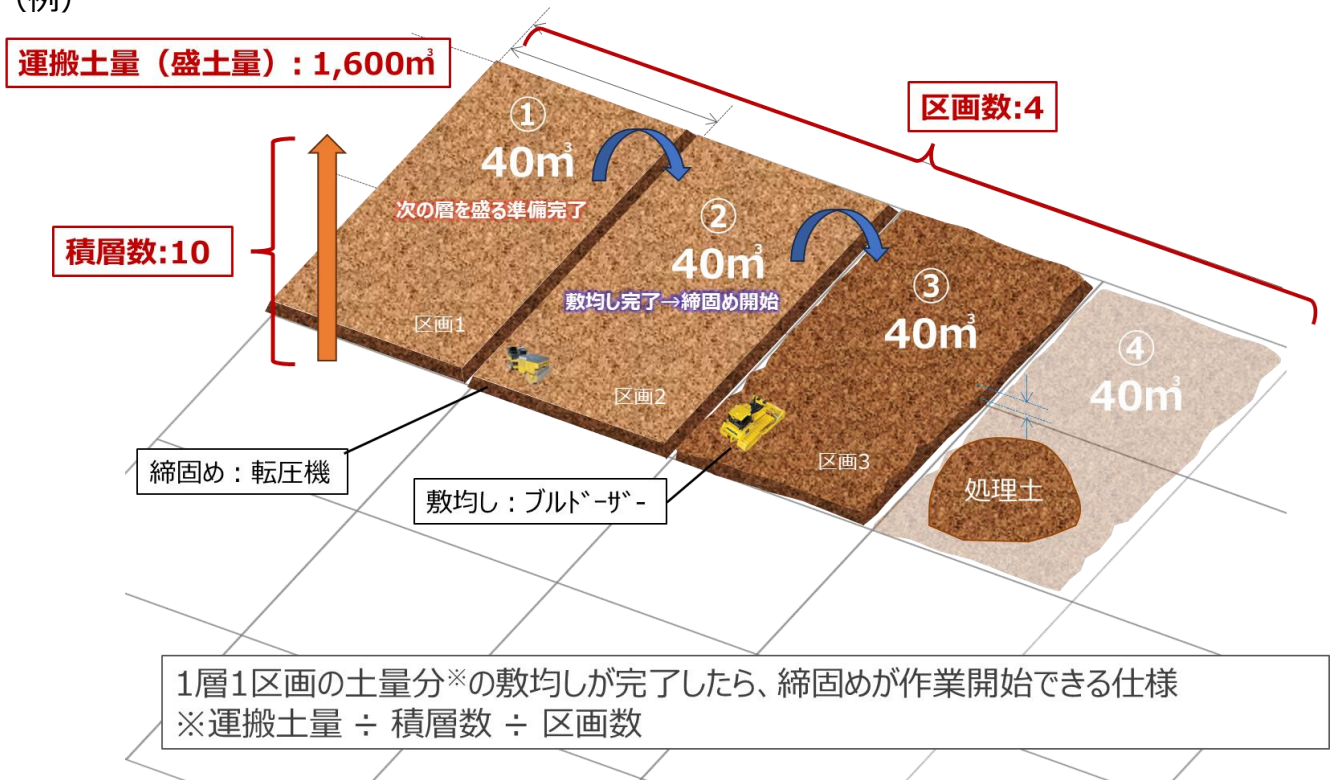 （例）
運搬土量（盛土量）：1,600㎥
区画数:4
積層数:10
①
40㎥
次の層を盛る準備完了
区画1
②
40㎥
敷均し完了→締固め開始
区画2
③
40㎥
区画3
④
40㎥
処理土
締固め：転圧機
敷均し：ﾌﾞﾙﾄﾞｰｻﾞｰ
1層1区画の土量分※の敷均しが完了したら、締固めが作業開始できる仕様
※運搬土量 ÷ 積層数 ÷ 区画数